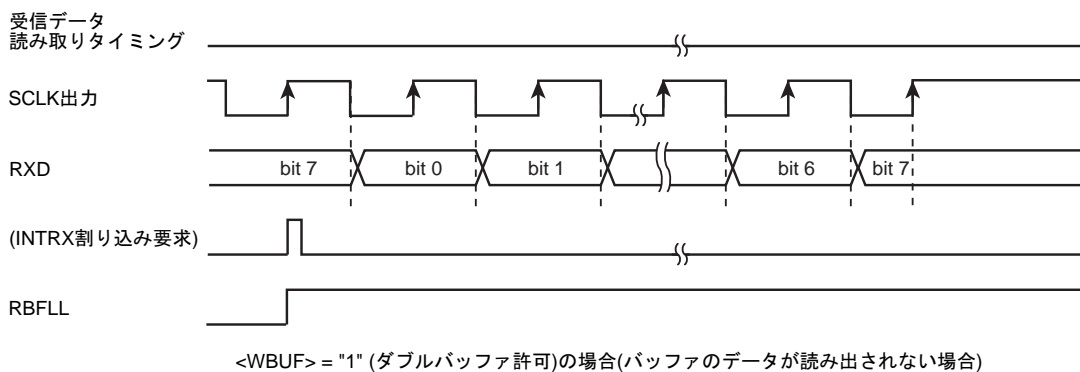 受信データ
読み取りタイミング
SCLK出力
RXD
bit 7
bit 0
bit 1
bit 6
bit 7
(INTRX割り込み要求)
RBFLL
<WBUF> = "1" (ダブルバッファ許可)の場合(バッファのデータが読み出されない場合)